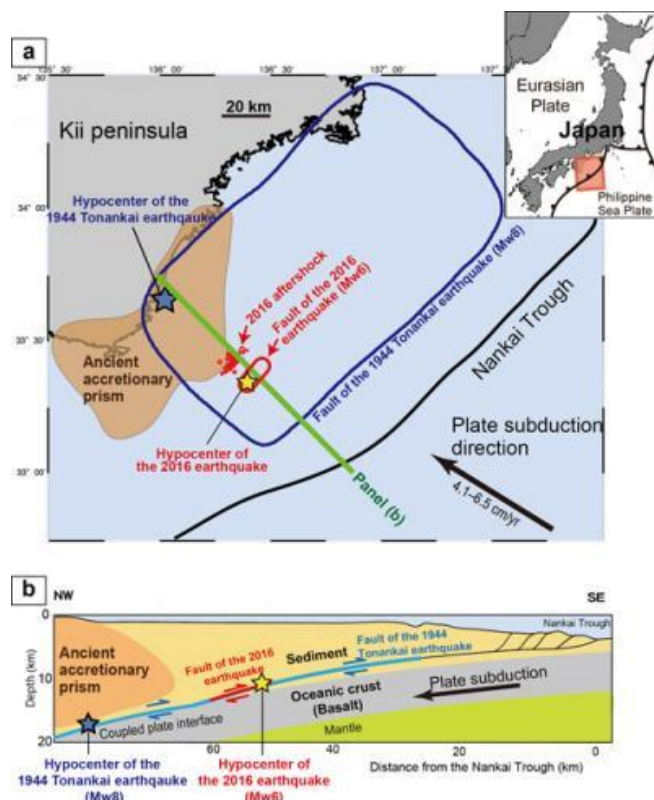 a
135° 30'
136° 00'
136° 30'
137° 00'
34° 30'
34° 00'
33° 30'
33° 00'
20 km
Kii peninsula
Hypocenter of the
1944 Tonankai earthqauke
2016 aftershock
Fault of the 2016
earthquake (Mw6)
Fault of the 1944 Tonankai earthquake (Mw8)
Nankai Trough
Ancient
accretionary
prism
Hypocenter of
the 2016 earthquake
Panel (b)
Plate subduction
direction
4.1–6.5 cm/yr
Eurasian
Plate
Japan
Philippine
Sea Plate
b
NW
SE
0
10
20
Depth (km)
Nankai Trough
Ancient
accretionary
prism
Fault of the 2016
earthquake
Sediment
Fault of the 1944
Tonankai earthquake
Oceanic crust
(Basalt)
Plate subduction
Coupled plate interface
Mantle
60
40
20
0
Distance from the Nankai Trough (km)
Hypocenter of the
1944 Tonankai earthqauke
(Mw8)
Hypocenter of
the 2016 earthquake
(Mw6)